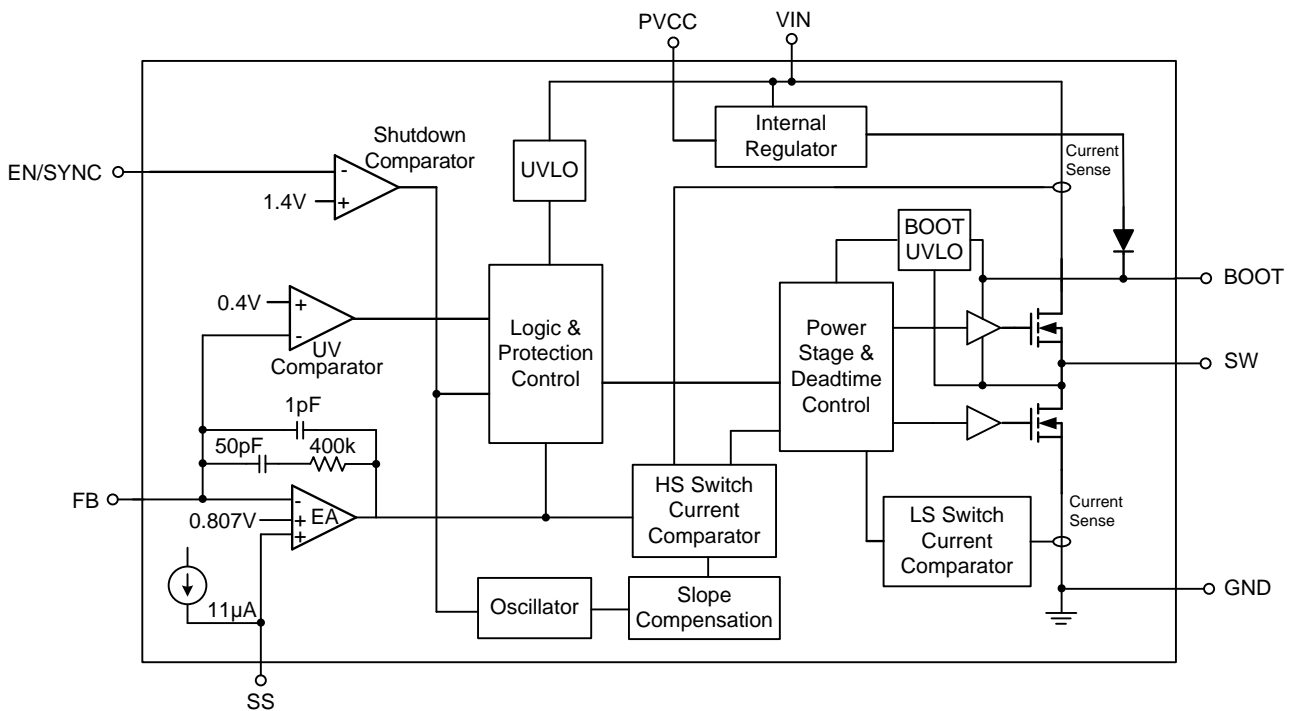 PVCC
VIN
Shutdown
Comparator
Internal
Regulator
UVLO
Current
Sense
EN/SYNC
-
1.4V
+
BOOT
UVLO
BOOT
0.4V
+
-
UV
Comparator
Logic &
Protection
Control
Power
Stage &
Deadtime
Control
SW
1pF
50pF
400k
FB
-
0.807V
+
+
EA
HS Switch
Current
Comparator
LS Switch
Current
Comparator
Current
Sense
11µA
Oscillator
Slope
Compensation
GND
SS